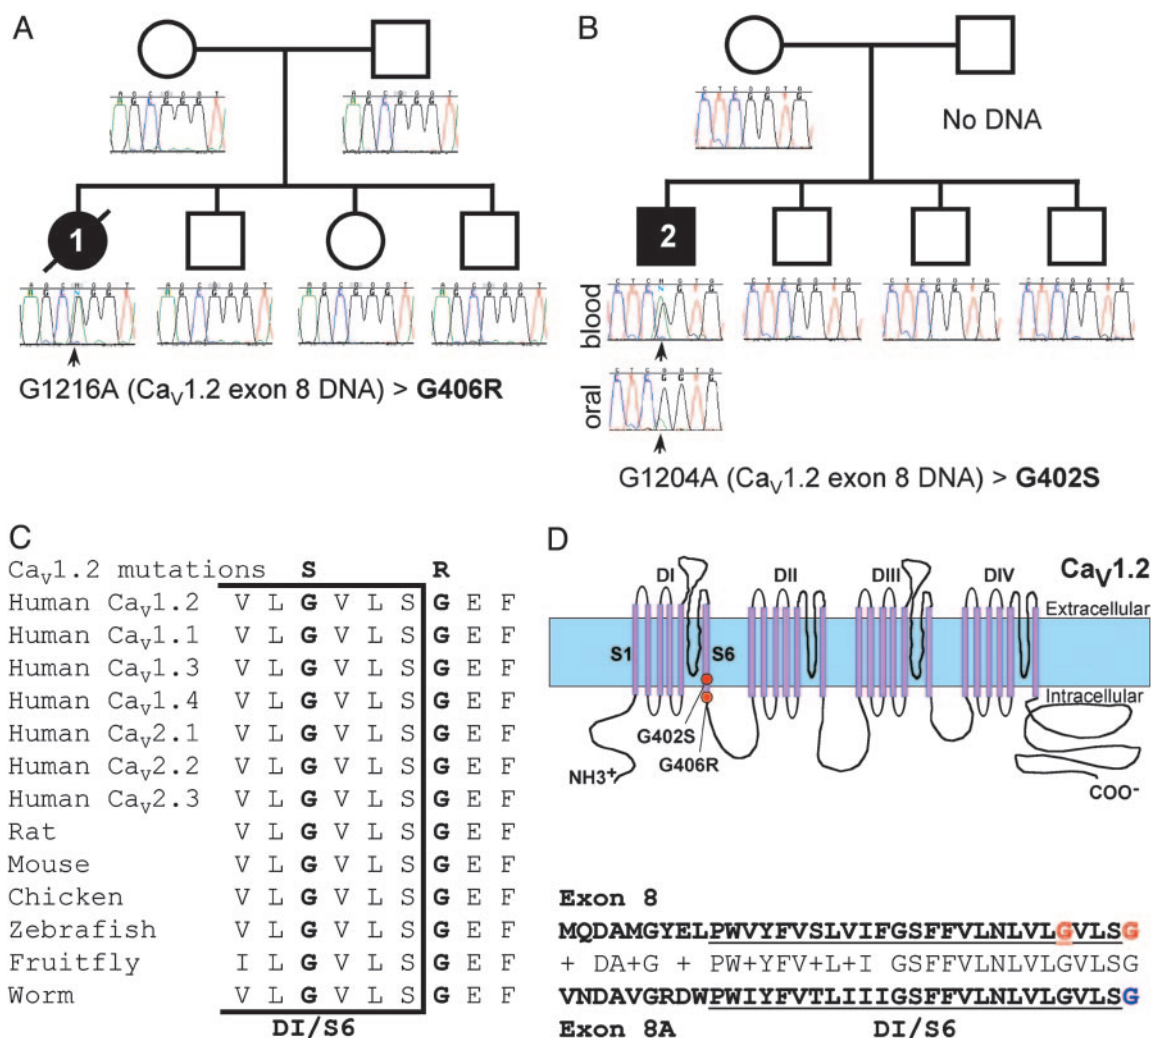 A
B
No DNA
1
2
blood
oral
G1216A (CaV1.2 exon 8 DNA) > G406R
G1204A (CaV1.2 exon 8 DNA) > G402S
C
CaV1.2 mutations S R
Human CaV1.2 V L G V L S G E F
Human CaV1.1 V L G V L S G E F
Human CaV1.3 V L G V L S G E F
Human CaV1.4 V L G V L S G E F
Human CaV2.1 V L G V L S G E F
Human CaV2.2 V L G V L S G E F
Human CaV2.3 V L G V L S G E F
Rat V L G V L S G E F
Mouse V L G V L S G E F
Chicken V L G V L S G E F
Zebrafish V L G V L S G E F
Fruitfly I L G V L S G E F
Worm V L G V L S G E F
DI/S6
D
CaV1.2
DI DII DIII DIV
Extracellular
S1 S6
Intracellular
G402S
G406R
NH3+
COO-
Exon 8
MQDAMGYELPWVYFVSLVIFGSFFVLNLVLGVLSG
+ DA+G + PW+YFV+L+I GSFFVLNLVLGVLSG
VNDAVGRDWPWIYFVTLIIIGSFFVLNLVLGVLSG
Exon 8A DI/S6